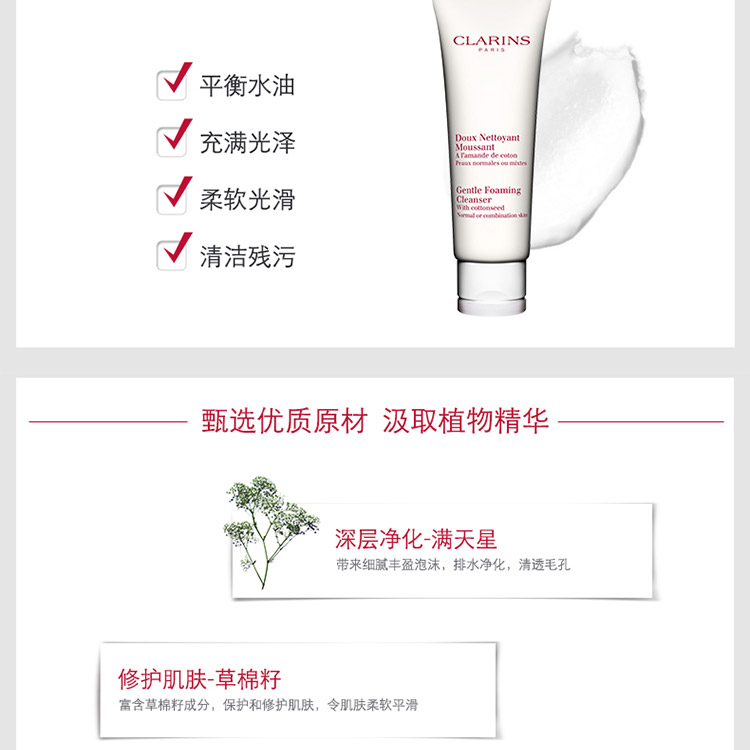 CLARINS
PARIS
平衡水油
充满光泽
柔软光滑
清洁残污
Doux Nettoyant
Moussant
A l'amande de coton
Peaux normales ou mixtes
Gentle Foaming
Cleanser
With cottonseed
Normal or combination skin
甄选优质原材 汲取植物精华
深层净化-满天星
带来细腻丰盈泡沫，排水净化，清透毛孔
修护肌肤-草棉籽
富含草棉籽成分，保护和修护肌肤，令肌肤柔软平滑